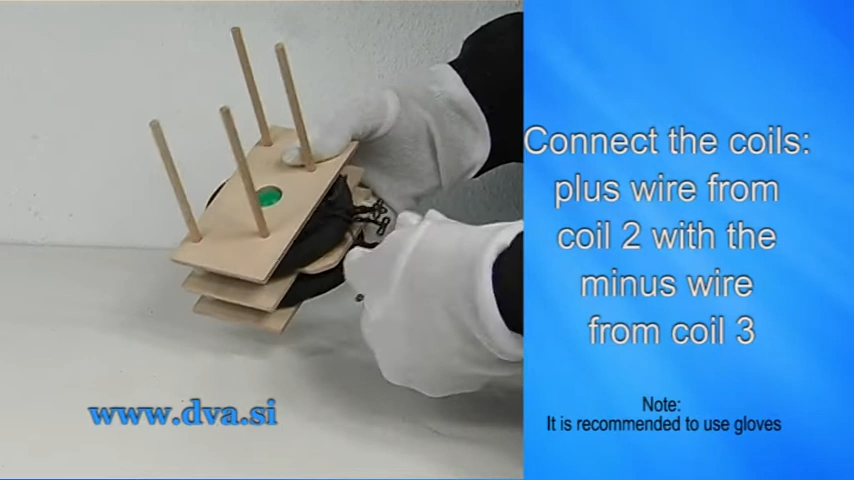 Connect the coils:
plus wire from
coil 2 with the
minus wire
from coil 3
Note:
It is recommended to use gloves
www.dva.si